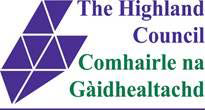 The Highland
Council
Comhairle na
Gàidhealtachd